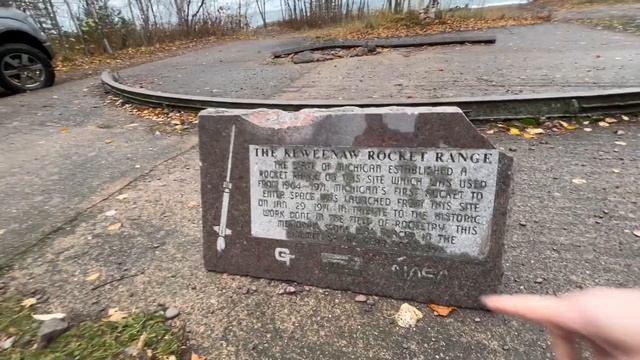 THE KEWEENAW ROCKET RANGE
THE STATE OF MICHIGAN ESTABLISHED A
ROCKET RANGE ON THIS SITE WHICH WAS USED
FROM 1964-1971. MICHIGAN'S FIRST ROCKET TO
ENTER SPACE WAS LAUNCHED FROM THIS SITE
ON JAN 29 1971. IN TRIBUTE TO THE HISTORIC
WORK DONE IN THE FIELD OF ROCKETRY, THIS
MEMORIAL STONE WAS PLACED IN THE
NASA